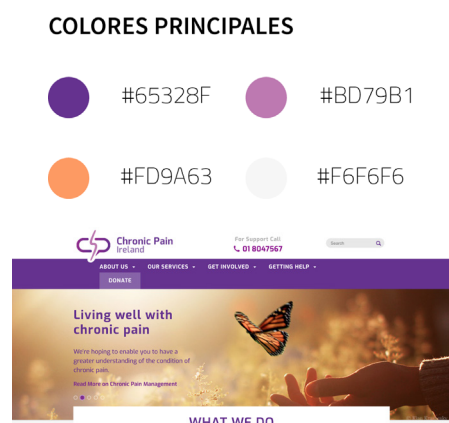 COLORES PRINCIPALES
#65328F
#BD79B1
#FD9A63
#F6F6F6
Chronic Pain
Ireland
For Support Call
01 8047567
Search
ABOUT US
OUR SERVICES
GET INVOLVED
GETTING HELP
DONATE
Living well with
chronic pain
We're hoping to enable you to have a
greater understanding of the condition of
chronic pain.
Read More on Chronic Pain Management
WHAT WE DO